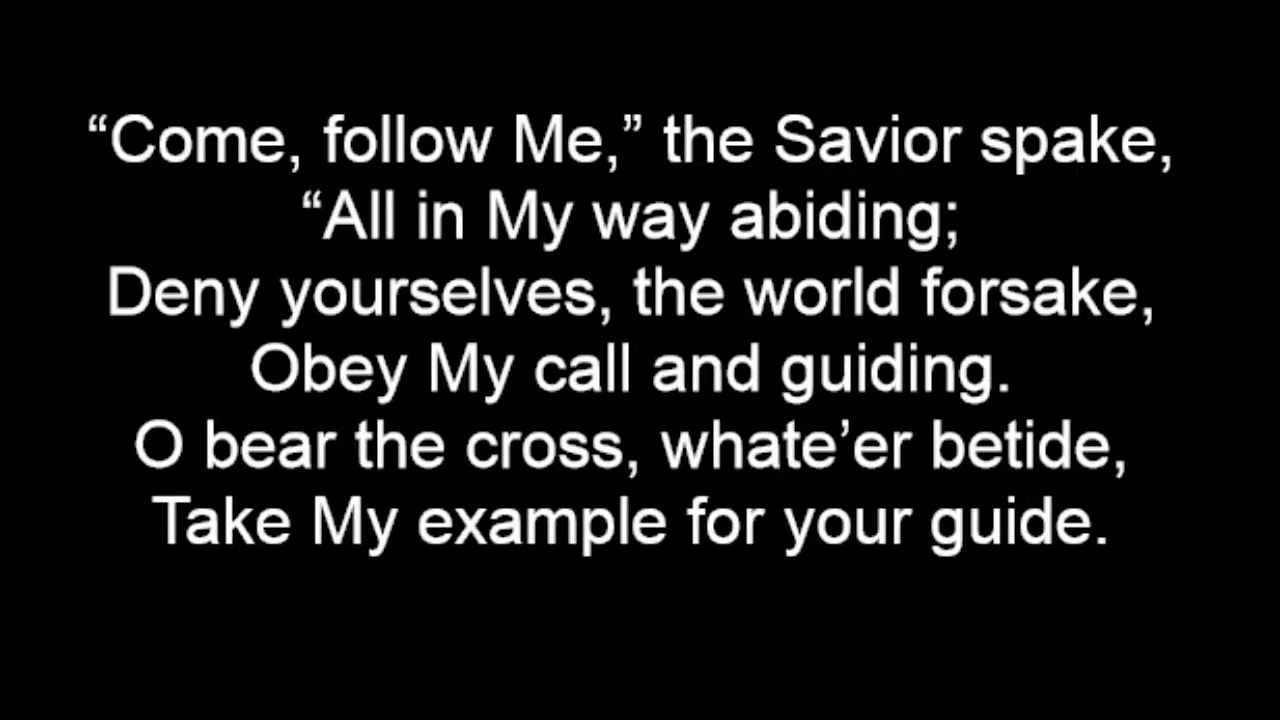 “Come, follow Me,” the Savior spake,
“All in My way abiding;
Deny yourselves, the world forsake,
Obey My call and guiding.
O bear the cross, whate’er betide,
Take My example for your guide.